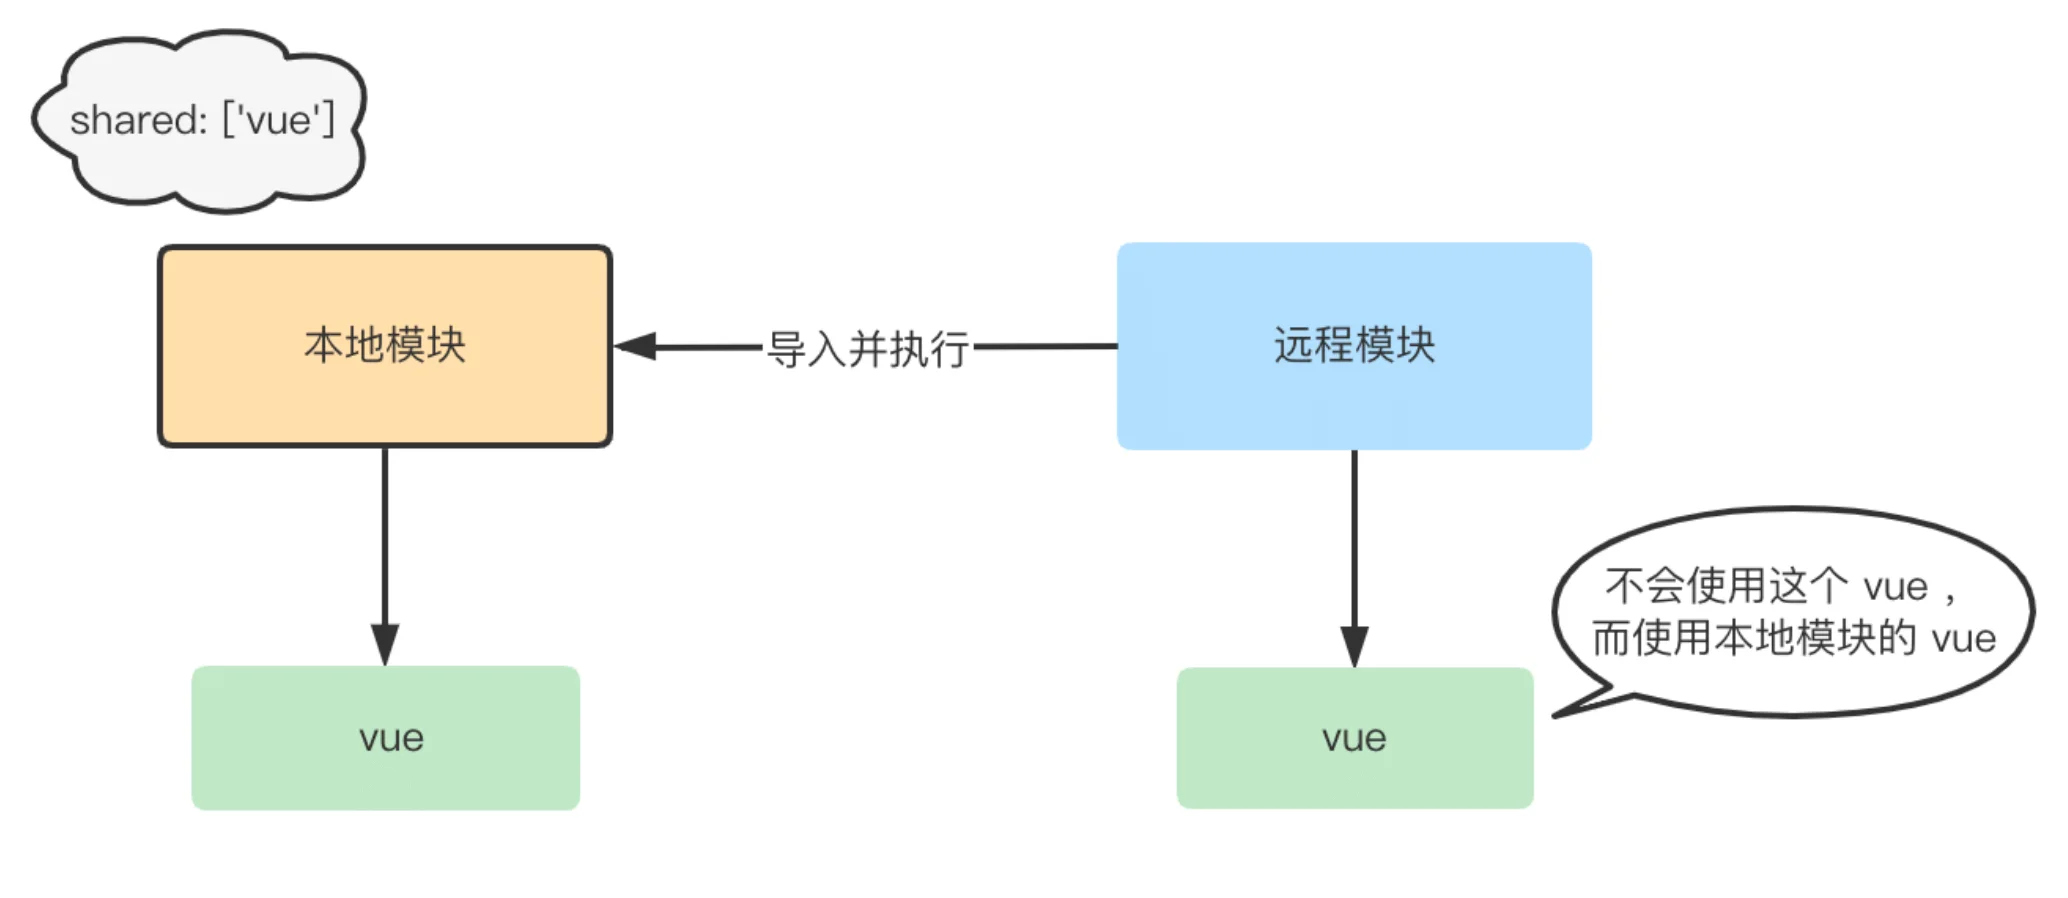 shared: ['vue']
本地模块
导入并执行
远程模块
不会使用这个 vue ，
而使用本地模块的 vue
vue
vue